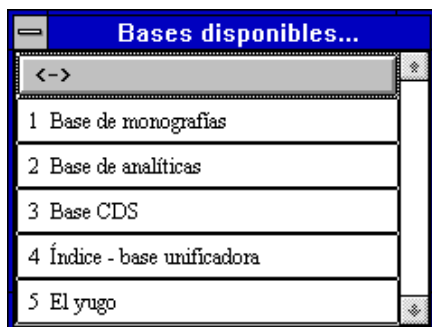 Bases disponibles...
<->
1 Base de monografías
2 Base de analíticas
3 Base CDS
4 Índice - base unificadora
5 El yugo